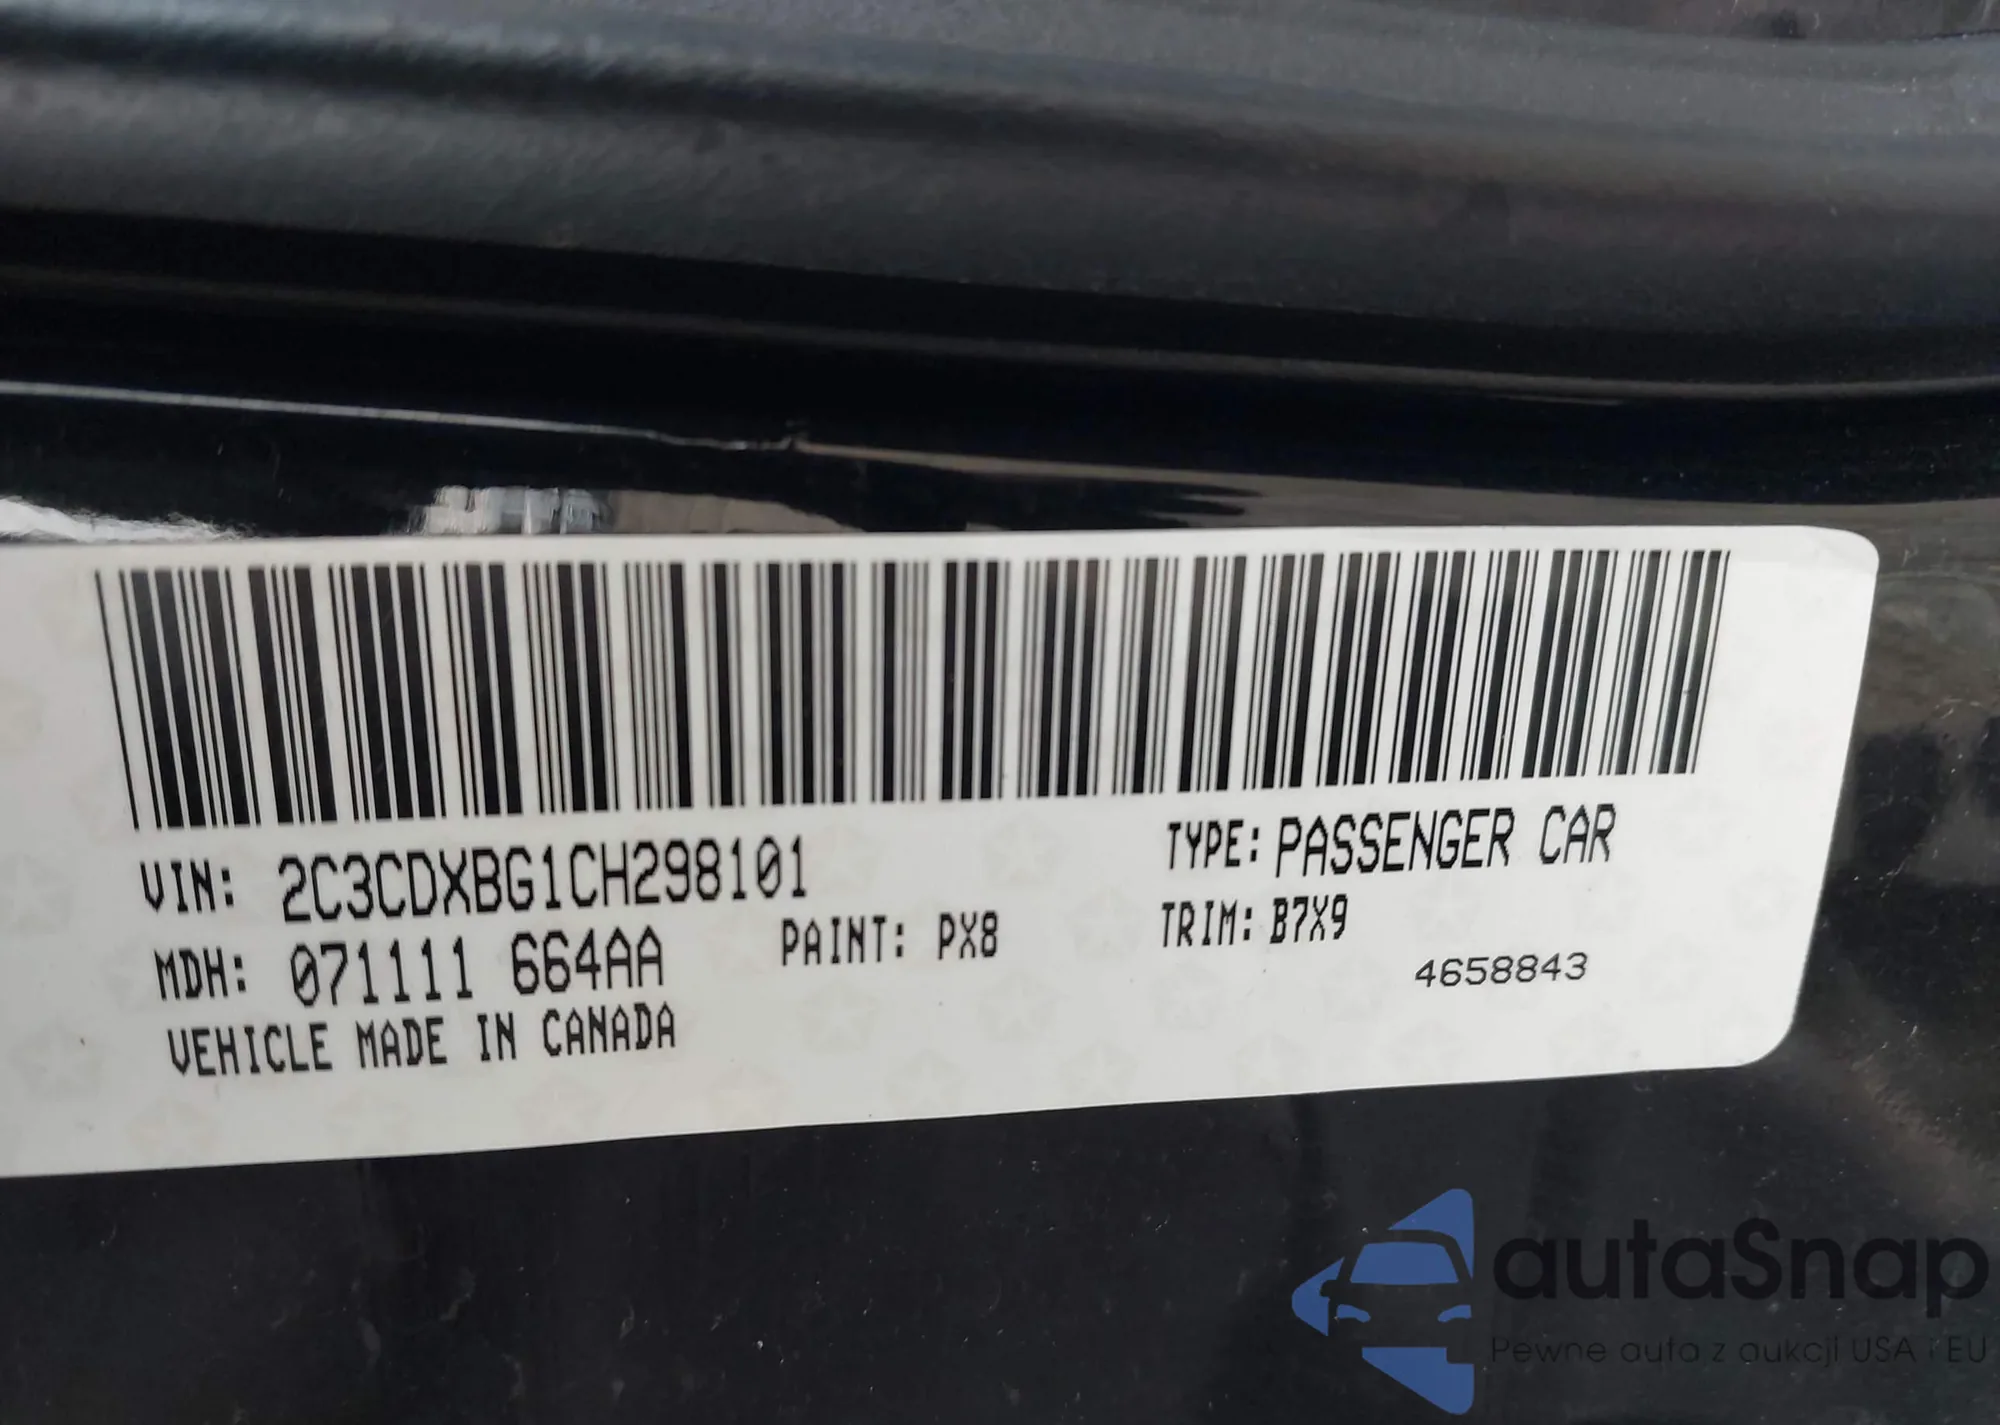 VIN: 2C3CDXBG1CH298101
TYPE: PASSENGER CAR
MDH: 071111 664AA
PAINT: PX8
TRIM: B7X9
4658843
VEHICLE MADE IN CANADA
autaSnap
Pewne auta z aukcji USA i EU